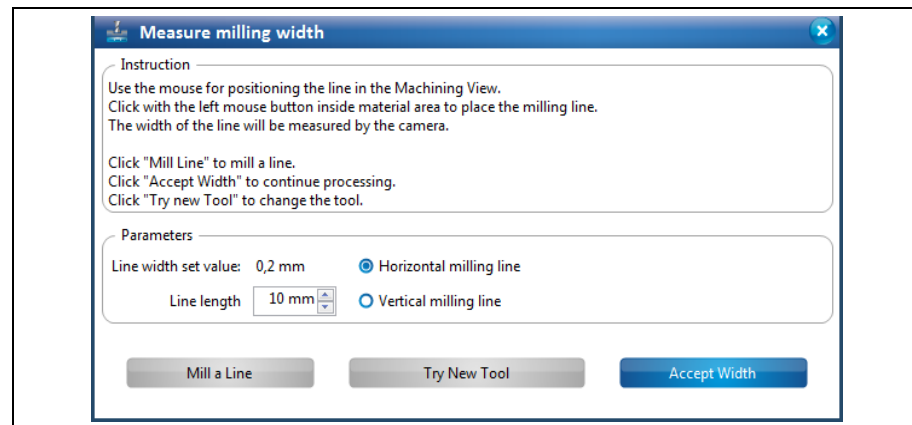 Measure milling width
Instruction
Use the mouse for positioning the line in the Machining View.
Click with the left mouse button inside material area to place the milling line.
The width of the line will be measured by the camera.
Click "Mill Line" to mill a line.
Click "Accept Width" to continue processing.
Click "Try new Tool" to change the tool.
Parameters
Line width set value: 0,2 mm Horizontal milling line
Line length 10 mm Vertical milling line
Mill a Line Try New Tool Accept Width